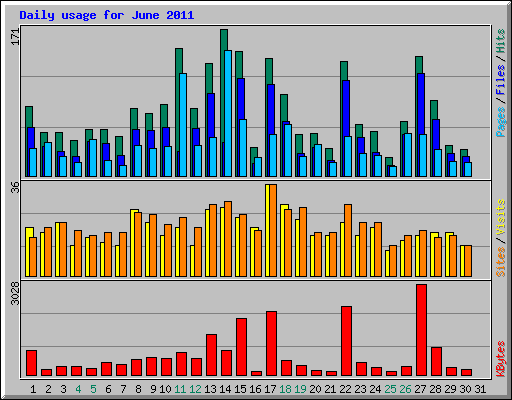 Daily usage for June 2011
171
Pages / Files / Hits
36
Sites / Visits
3028
KBytes
1 2 3 4 5 6 7 8 9 10 11 12 13 14 15 16 17 18 19 20 21 22 23 24 25 26 27 28 29 30 31